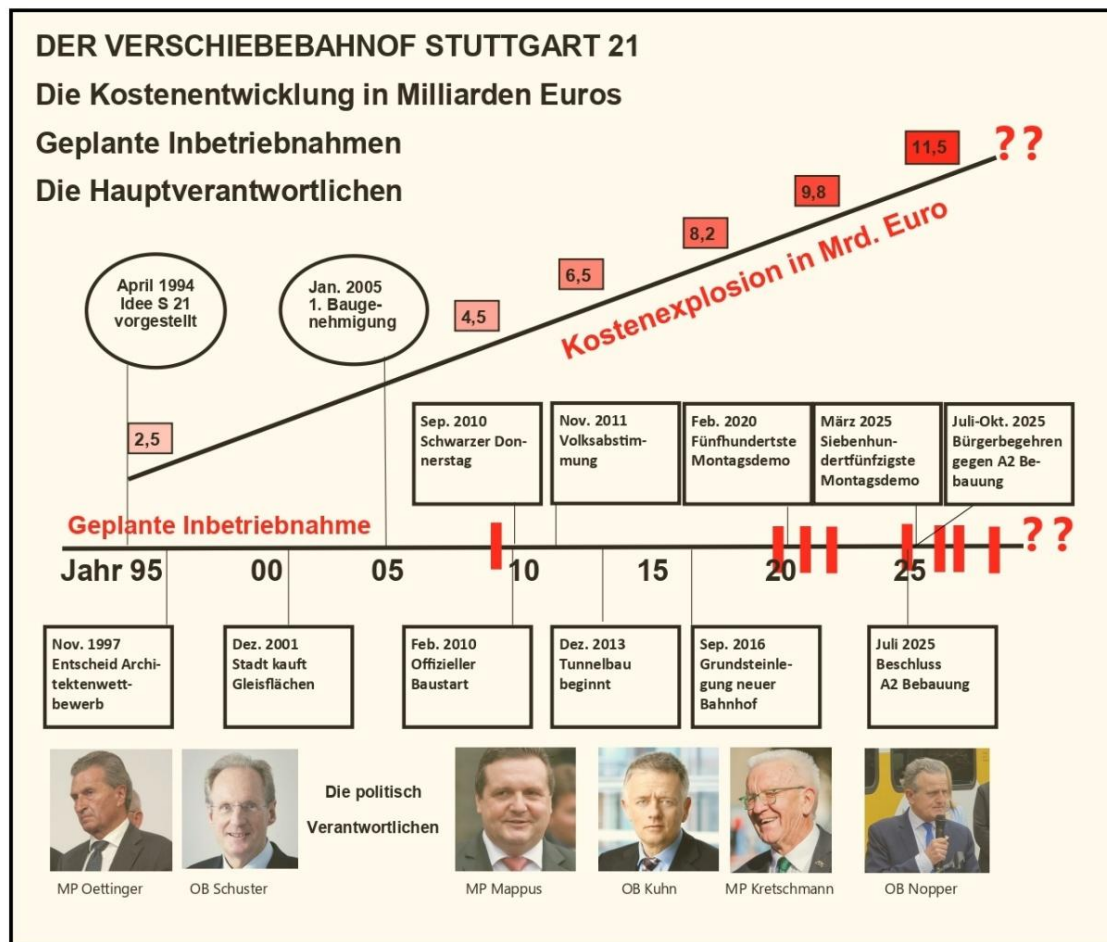 DER VERSCHIEBEBAHNOF STUTTGART 21
Die Kostenentwicklung in Milliarden Euros
Geplante Inbetriebnahmen
Die Hauptverantwortlichen
??
11,5
9,8
8,2
6,5
4,5
2,5
Kostenexplosion in Mrd. Euro
April 1994
Idee S 21
vorgestellt
Jan. 2005
1. Bauge-
nehmigung
Sep. 2010
Schwarzer Don-
nerstag
Nov. 2011
Volksabstim-
mung
Feb. 2020
Fünfhundertste
Montagsdemo
März 2025
Siebenhun-
dertfünfzigste
Montagsdemo
Juli-Okt. 2025
Bürgerbegehren
gegen A2 Be-
bauung
Geplante Inbetriebnahme
??
Jahr 95 00 05 10 15 20 25
Nov. 1997
Entscheid Archi-
tektenwett-
bewerb
Dez. 2001
Stadt kauft
Gleisflächen
Feb. 2010
Offizieller
Baustart
Dez. 2013
Tunnelbau
beginnt
Sep. 2016
Grundsteinle-
gung neuer
Bahnhof
Juli 2025
Beschluss
A2 Bebauung
Die politisch
Verantwortlichen
MP Oettinger
OB Schuster
MP Mappus
OB Kuhn
MP Kretschmann
OB Nopper